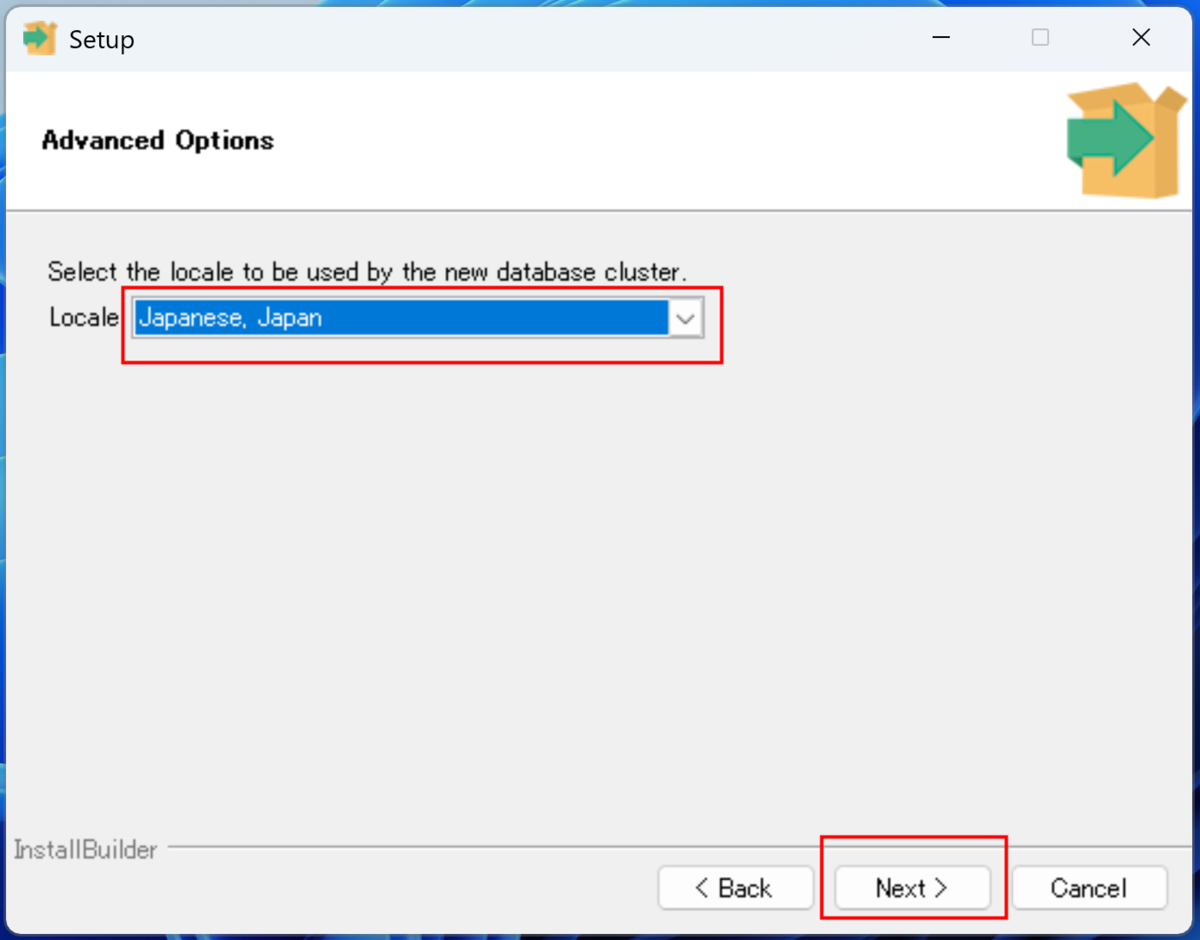 Setup
Advanced Options
Select the locale to be used by the new database cluster.
Locale Japanese, Japan
InstallBuilder
< Back Next > Cancel